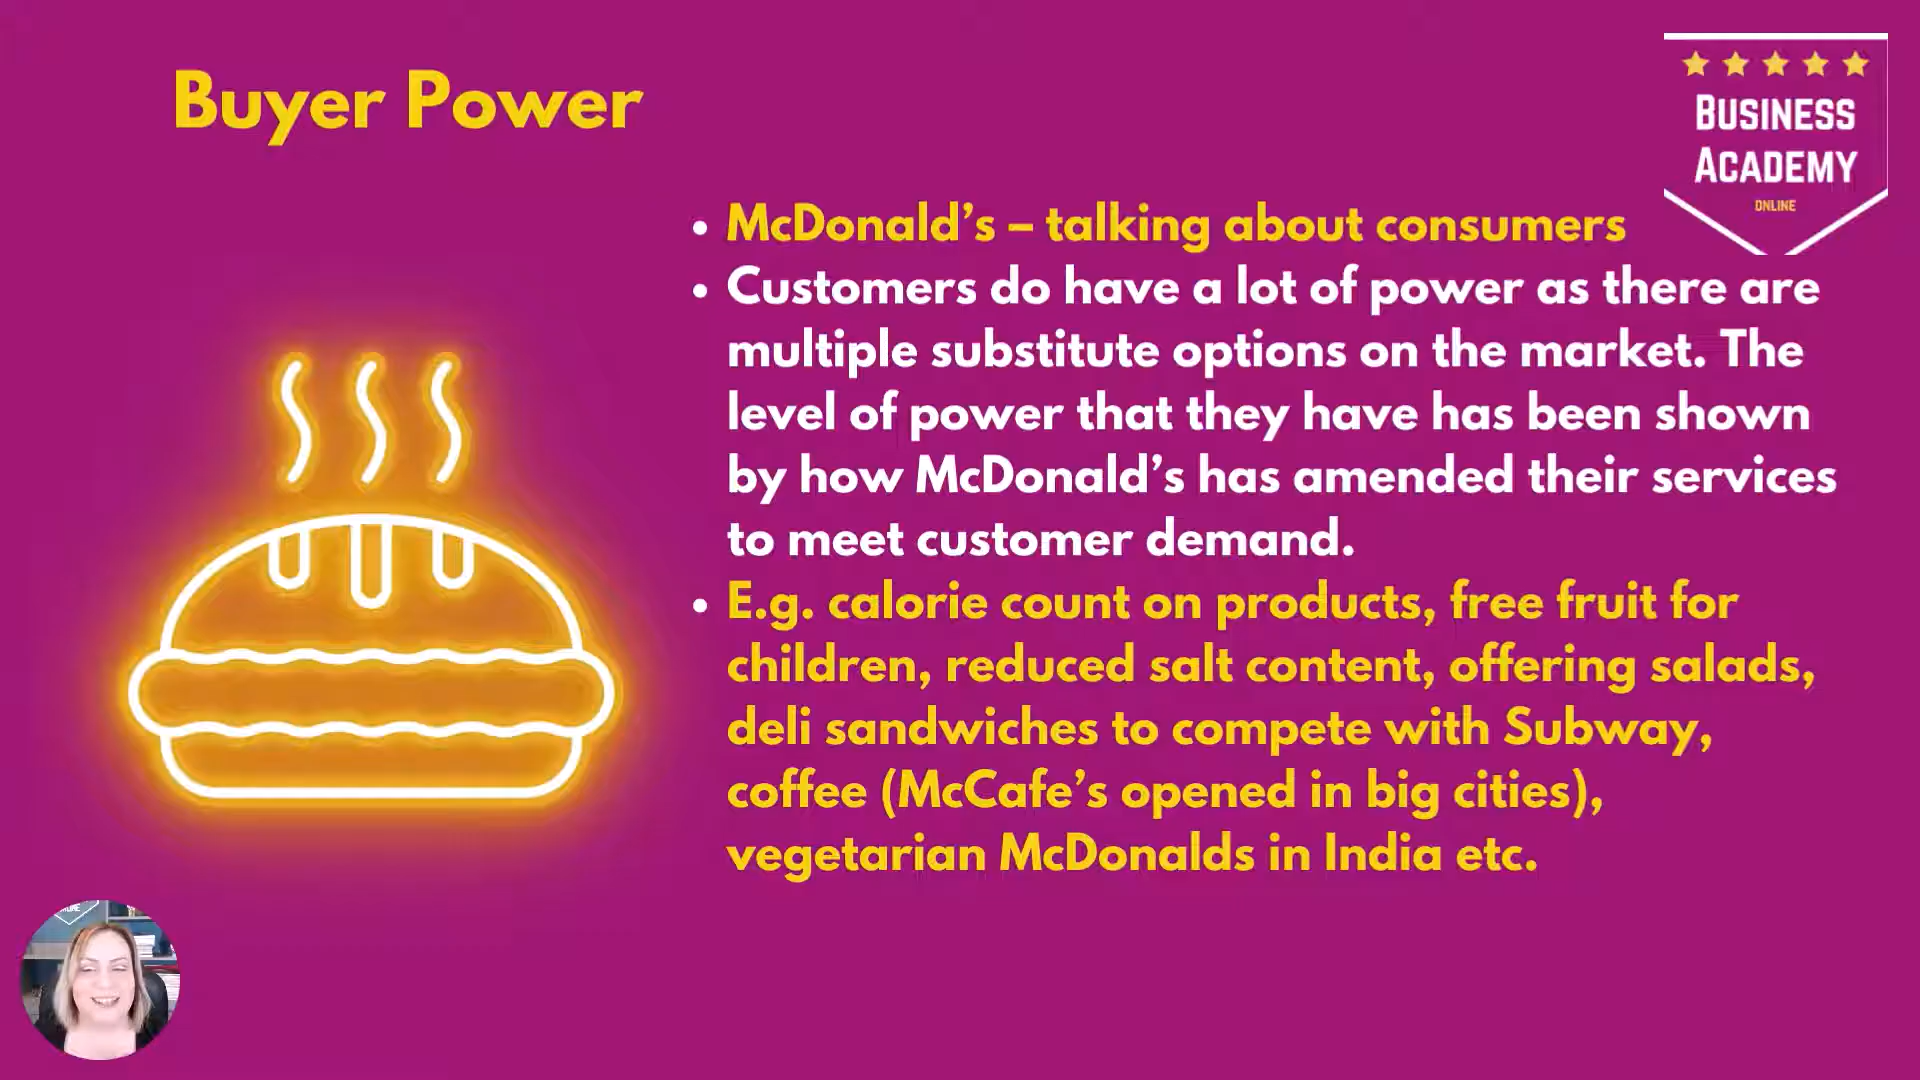 Buyer Power
BUSINESS
ACADEMY
ONLINE
McDonald’s – talking about consumers
Customers do have a lot of power as there are
multiple substitute options on the market. The
level of power that they have has been shown
by how McDonald’s has amended their services
to meet customer demand.
E.g. calorie count on products, free fruit for
children, reduced salt content, offering salads,
deli sandwiches to compete with Subway,
coffee (McCafe’s opened in big cities),
vegetarian McDonalds in India etc.